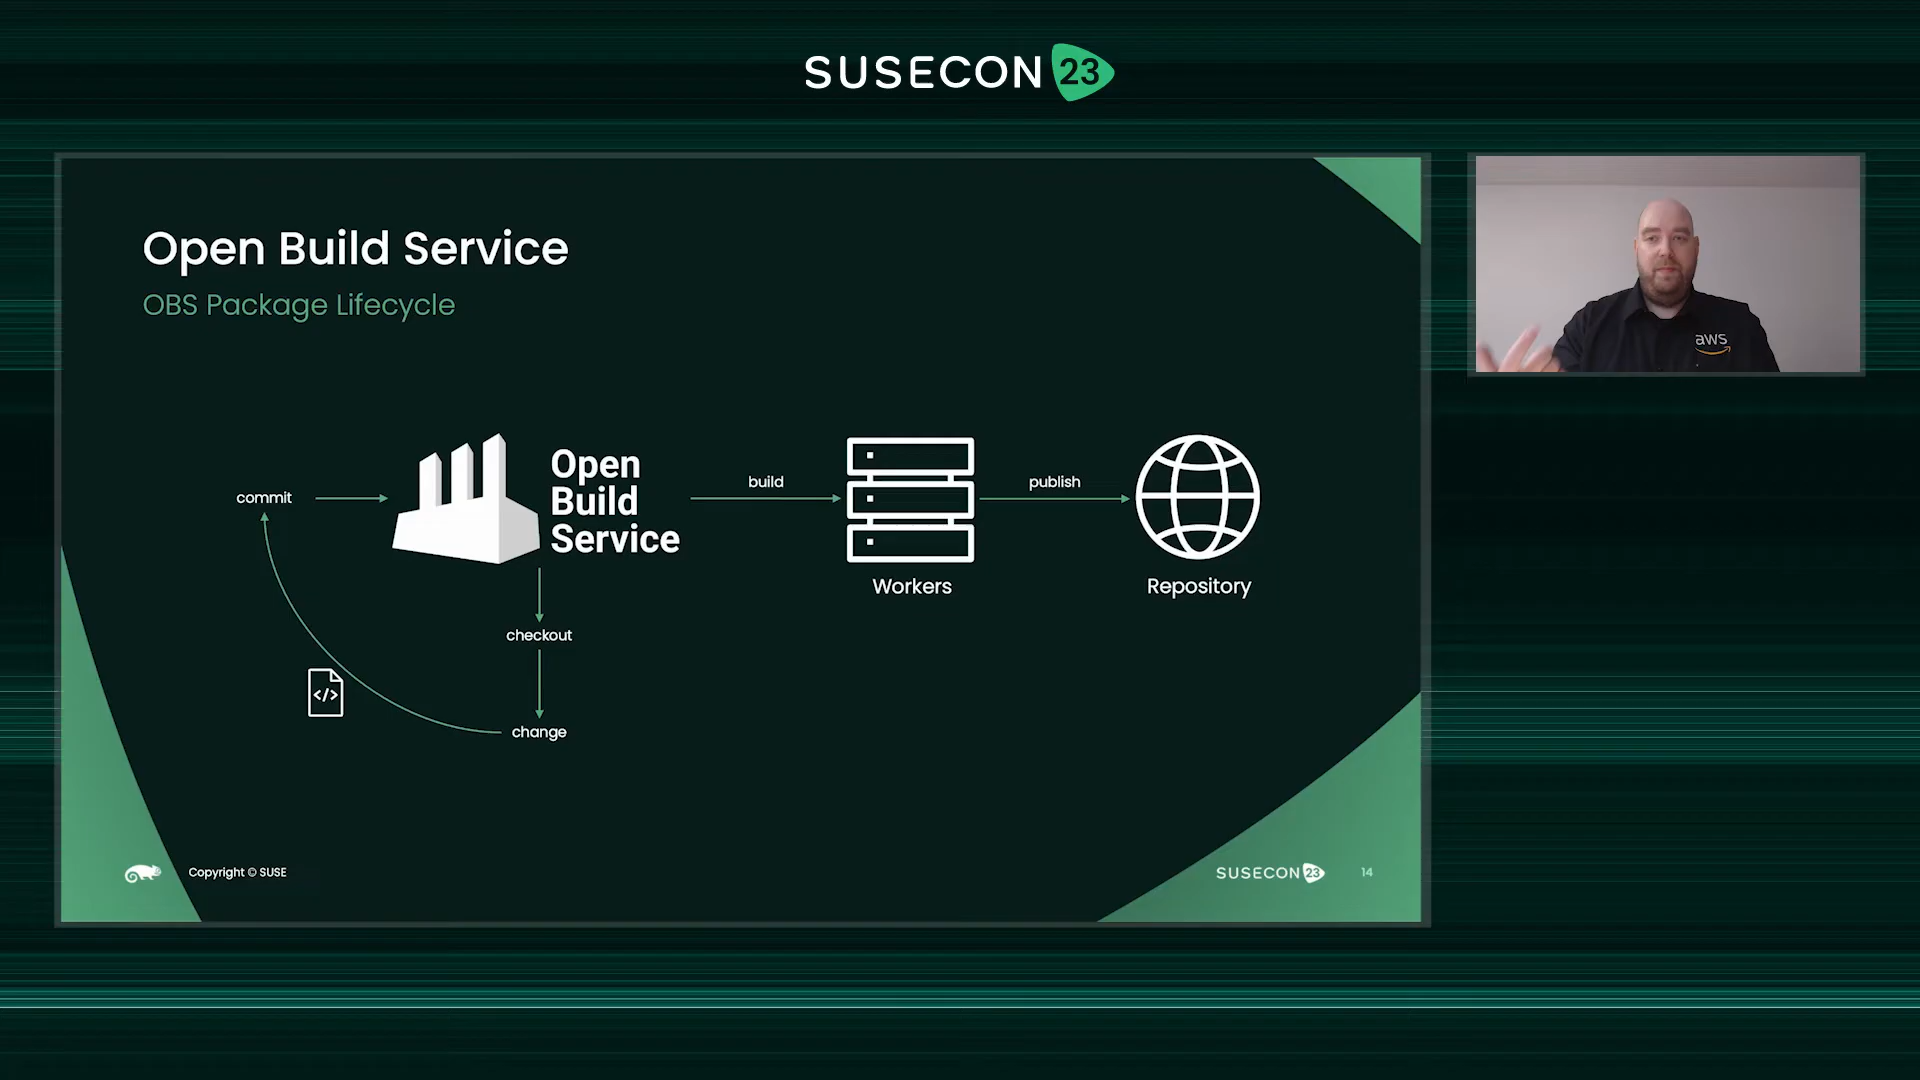 SUSECON 23
Open Build Service
OBS Package Lifecycle
aws
commit
Open
Build
Service
build
publish
Workers
Repository
checkout
</>
change
Copyright © SUSE
SUSECON 23
14